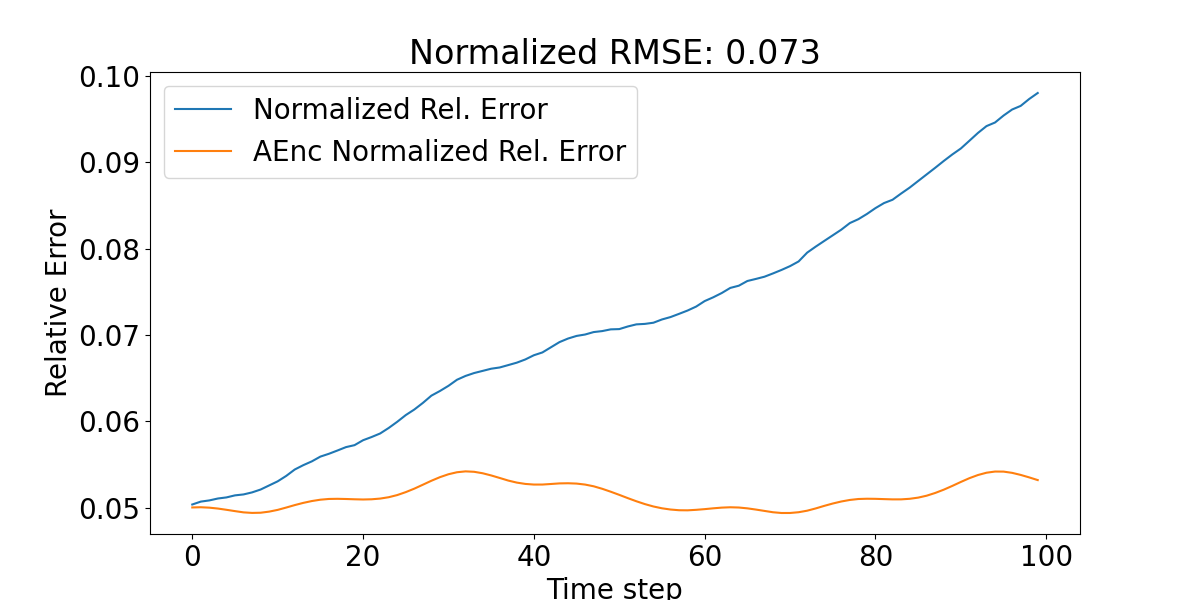 Normalized RMSE: 0.073
0.10
0.09
0.08
0.07
0.06
0.05
Relative Error
Normalized Rel. Error
AEnc Normalized Rel. Error
0 20 40 60 80 100
Time step